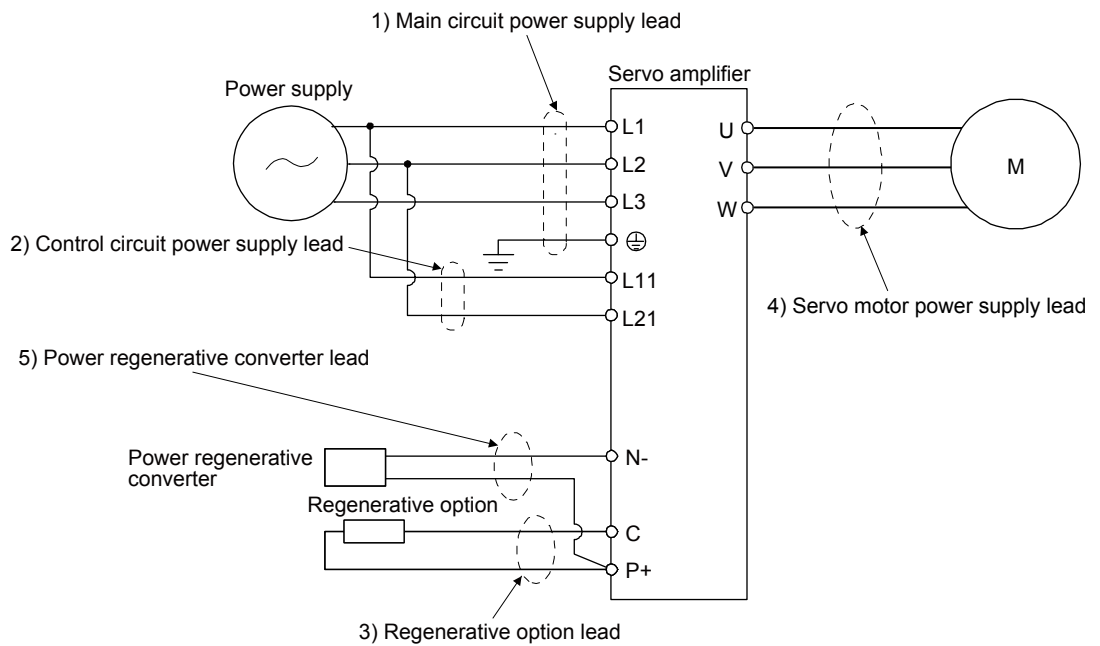 1) Main circuit power supply lead
Servo amplifier
Power supply
L1
U
L2
V
M
L3
W
2) Control circuit power supply lead
L11
4) Servo motor power supply lead
L21
5) Power regenerative converter lead
Power regenerative
converter
N-
Regenerative option
C
P+
3) Regenerative option lead